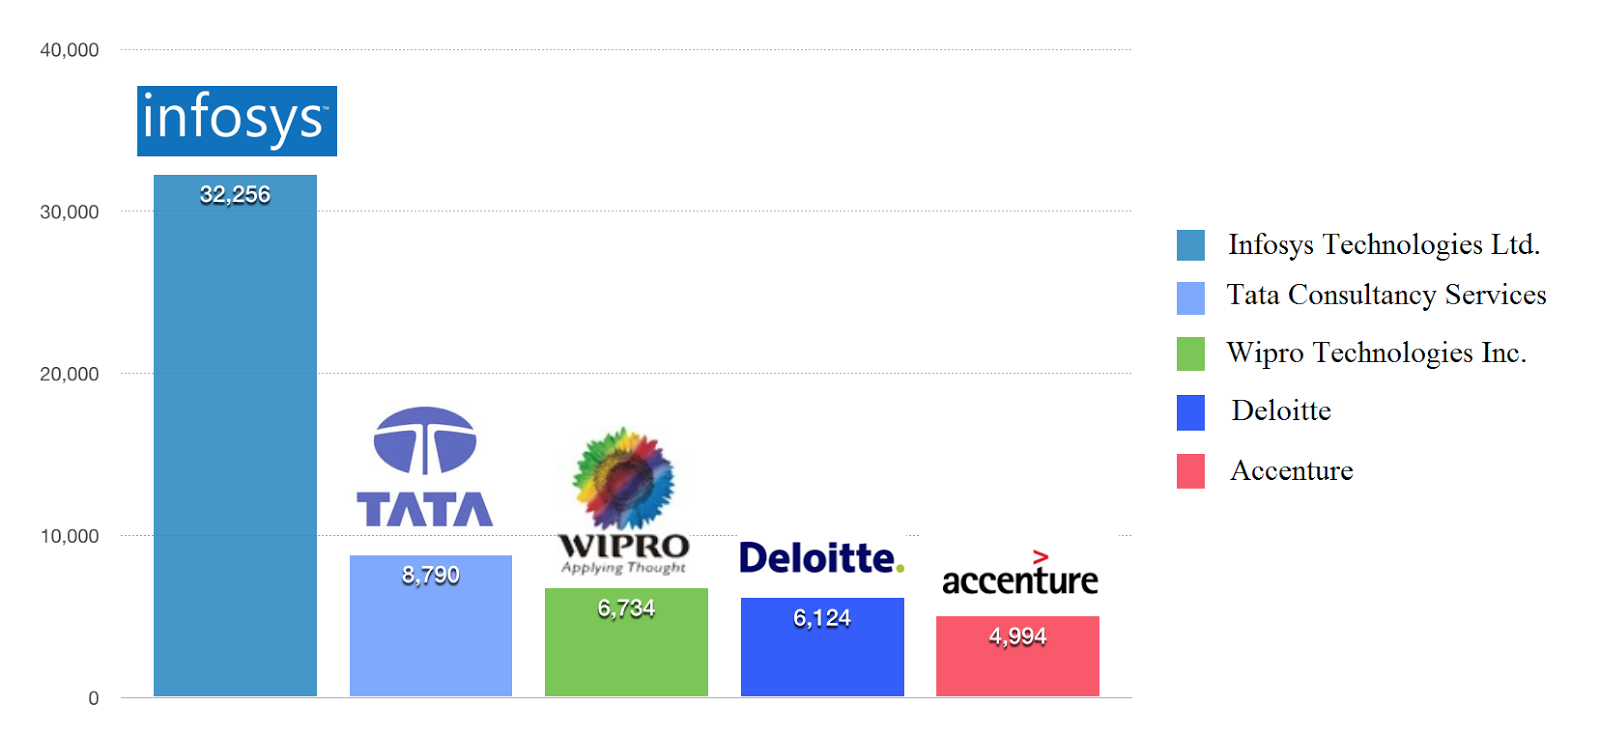 40,000
infosys™
32,256
30,000
20,000
TATA
10,000
8,790
WIPRO
Applying Thought
6,734
Deloitte.
6,124
>
accenture
4,994
0
Infosys Technologies Ltd.
Tata Consultancy Services
Wipro Technologies Inc.
Deloitte
Accenture